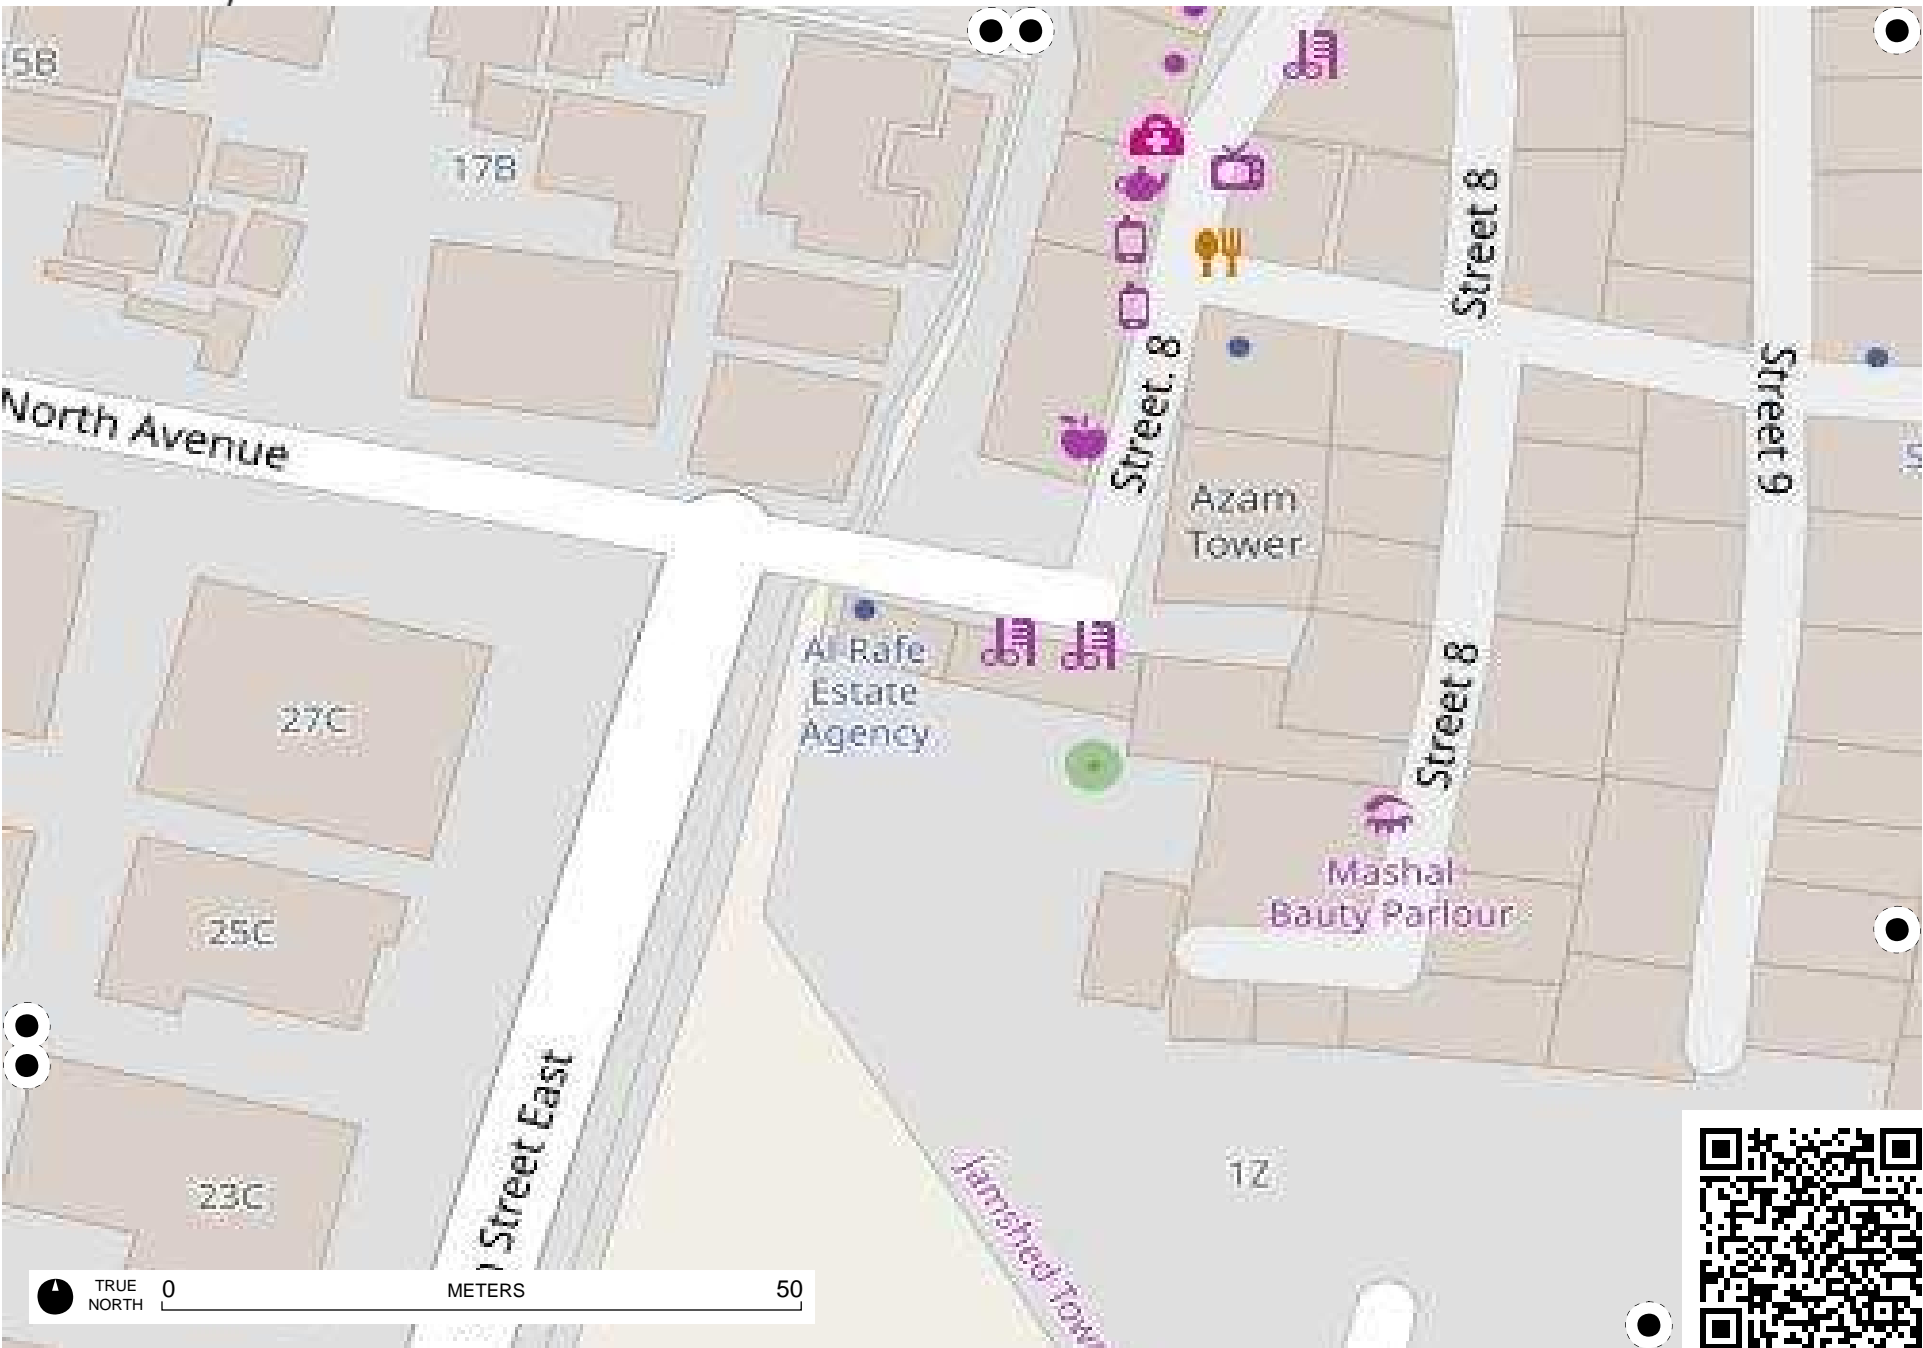 17B
Street 8
Street. 8
Street 9
North Avenue
Azam
Tower
Al-Rafe
Estate
Agency
Street 8
27C
Mashal
Bauty Parlour
25C
Street East
1Z
23C
Jamshed Tow
TRUE
NORTH
0 METERS 50